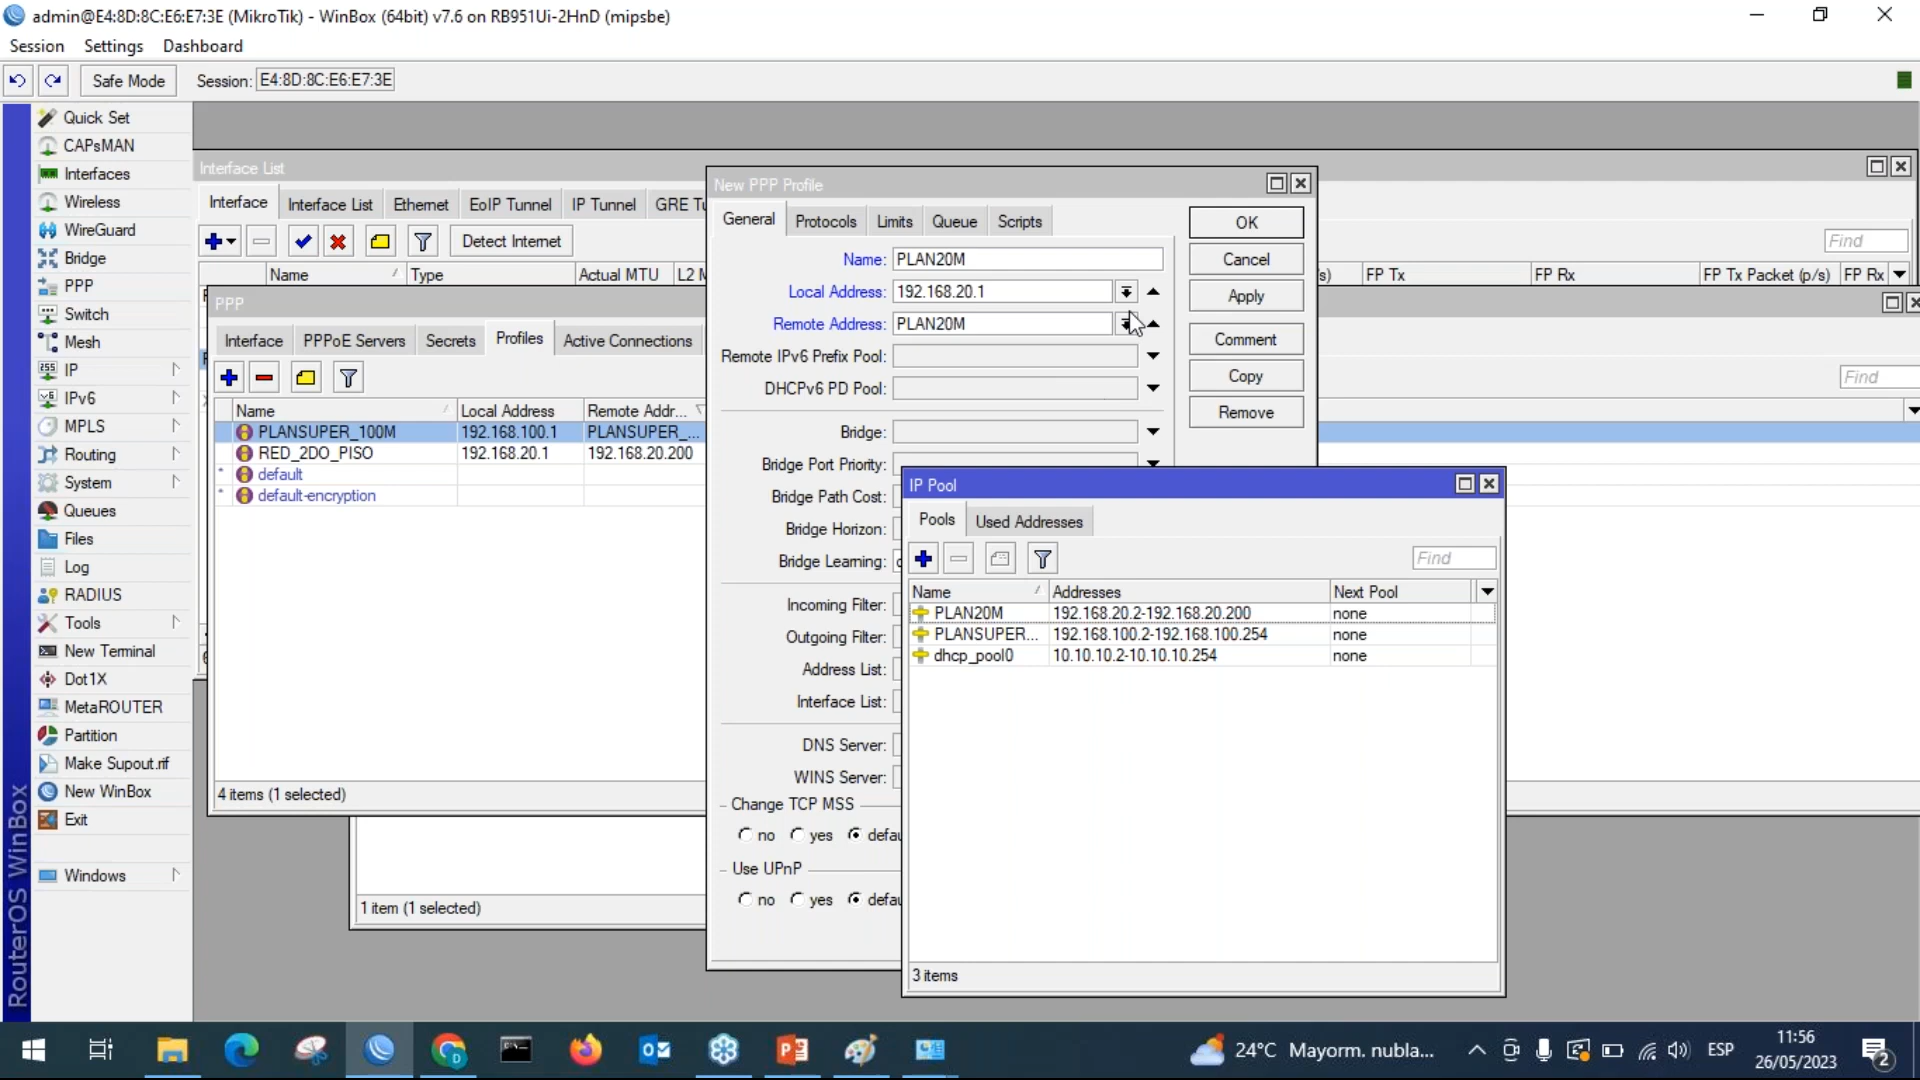 admin@E4:8D:8C:E6:E7:3E (MikroTik) - WinBox (64bit) v7.6 on RB951Ui-2HnD (mipsbe)
Session Settings Dashboard
Safe Mode Session: E4:8D:8C:E6:E7:3E
Quick Set
CAPsMAN
Interfaces
Wireless
WireGuard
Bridge
PPP
Switch
Mesh
IP
IPv6
MPLS
Routing
System
Queues
Files
Log
RADIUS
Tools
New Terminal
Dot1X
MetaROUTER
Partition
Make Supout.rif
New WinBox
Exit
Windows
RouterOS WinBox
Interface List
Interface Interface List Ethernet EoIP Tunnel IP Tunnel GRE Tu
Detect Internet
Find
Name Type Actual MTU L2 M
s) FP Tx FP Rx FP Tx Packet (p/s) FP Rx
PPP
Interface PPPoE Servers Secrets Profiles Active Connections
Find
Name Local Address Remote Addr...
PLANSUPER_100M 192.168.100.1 PLANSUPER_...
RED_2DO_PISO 192.168.20.1 192.168.20.200
* default
* default-encryption
4 items (1 selected)
1 item (1 selected)
New PPP Profile
General Protocols Limits Queue Scripts
Name: PLAN20M
Local Address: 192.168.20.1
Remote Address: PLAN20M
Remote IPv6 Prefix Pool:
DHCPv6 PD Pool:
Bridge:
Bridge Port Priority:
Bridge Path Cost:
Bridge Horizon:
Bridge Learning:
Incoming Filter:
Outgoing Filter:
Address List:
Interface List:
DNS Server:
WINS Server:
Change TCP MSS
no yes defau
Use UPnP
no yes defau
OK
Cancel
Apply
Comment
Copy
Remove
IP Pool
Pools Used Addresses
Find
Name Addresses Next Pool
PLAN20M 192.168.20.2-192.168.20.200 none
PLANSUPER... 192.168.100.2-192.168.100.254 none
dhcp_pool0 10.10.10.2-10.10.10.254 none
3 items
24°C Mayorm. nubla... ESP 11:56
26/05/2023
2